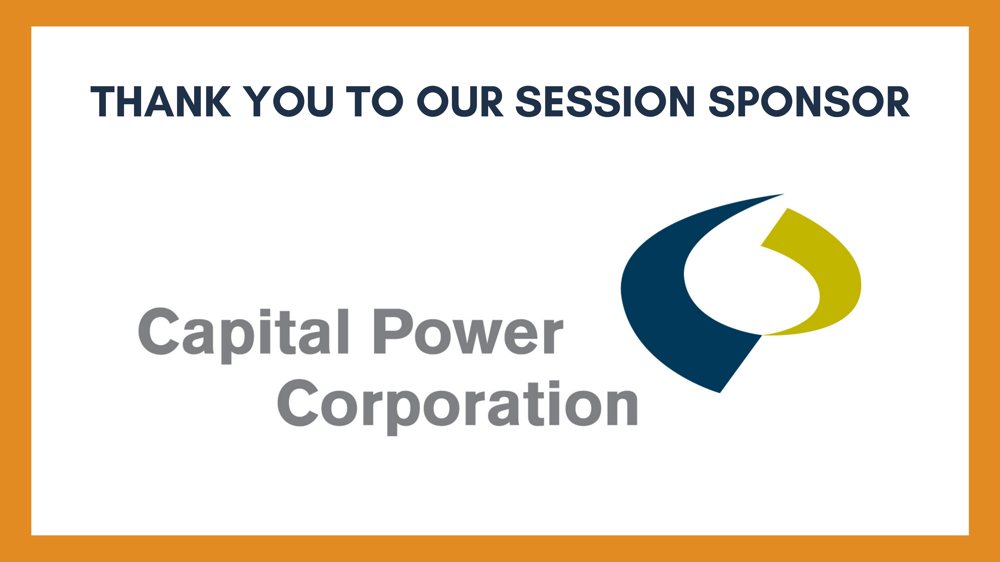 THANK YOU TO OUR SESSION SPONSOR
Capital Power
Corporation